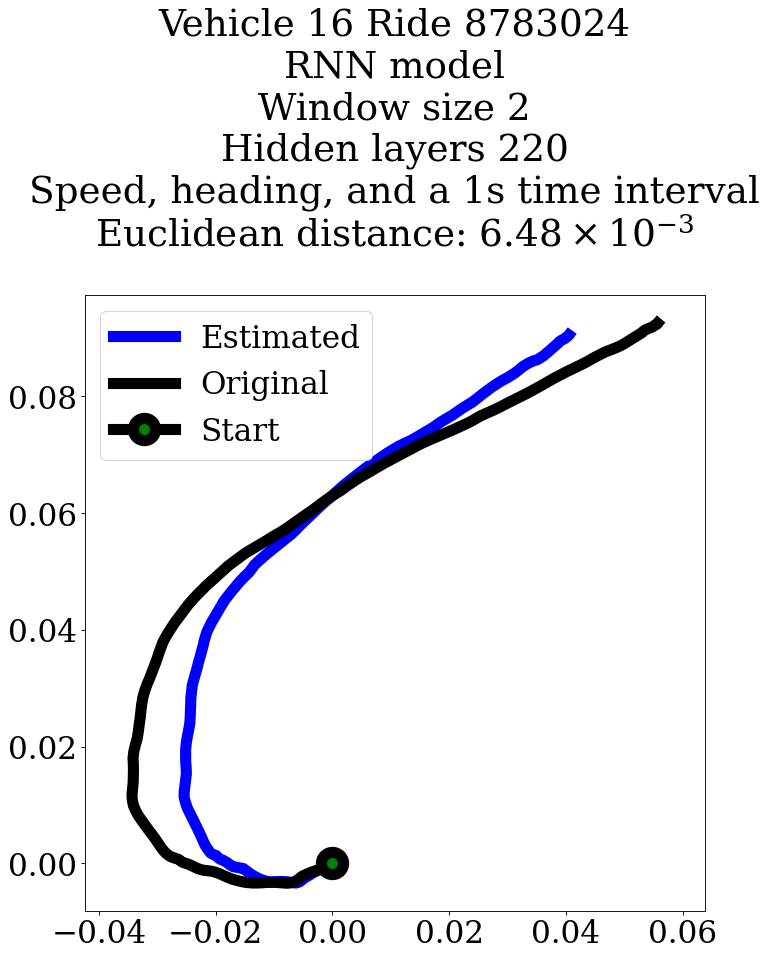 Vehicle 16 Ride 8783024
RNN model
Window size 2
Hidden layers 220
Speed, heading, and a 1s time interval
Euclidean distance: 6.48 × 10⁻³
Estimated
Original
Start
0.08
0.06
0.04
0.02
0.00
−0.04 −0.02 0.00 0.02 0.04 0.06